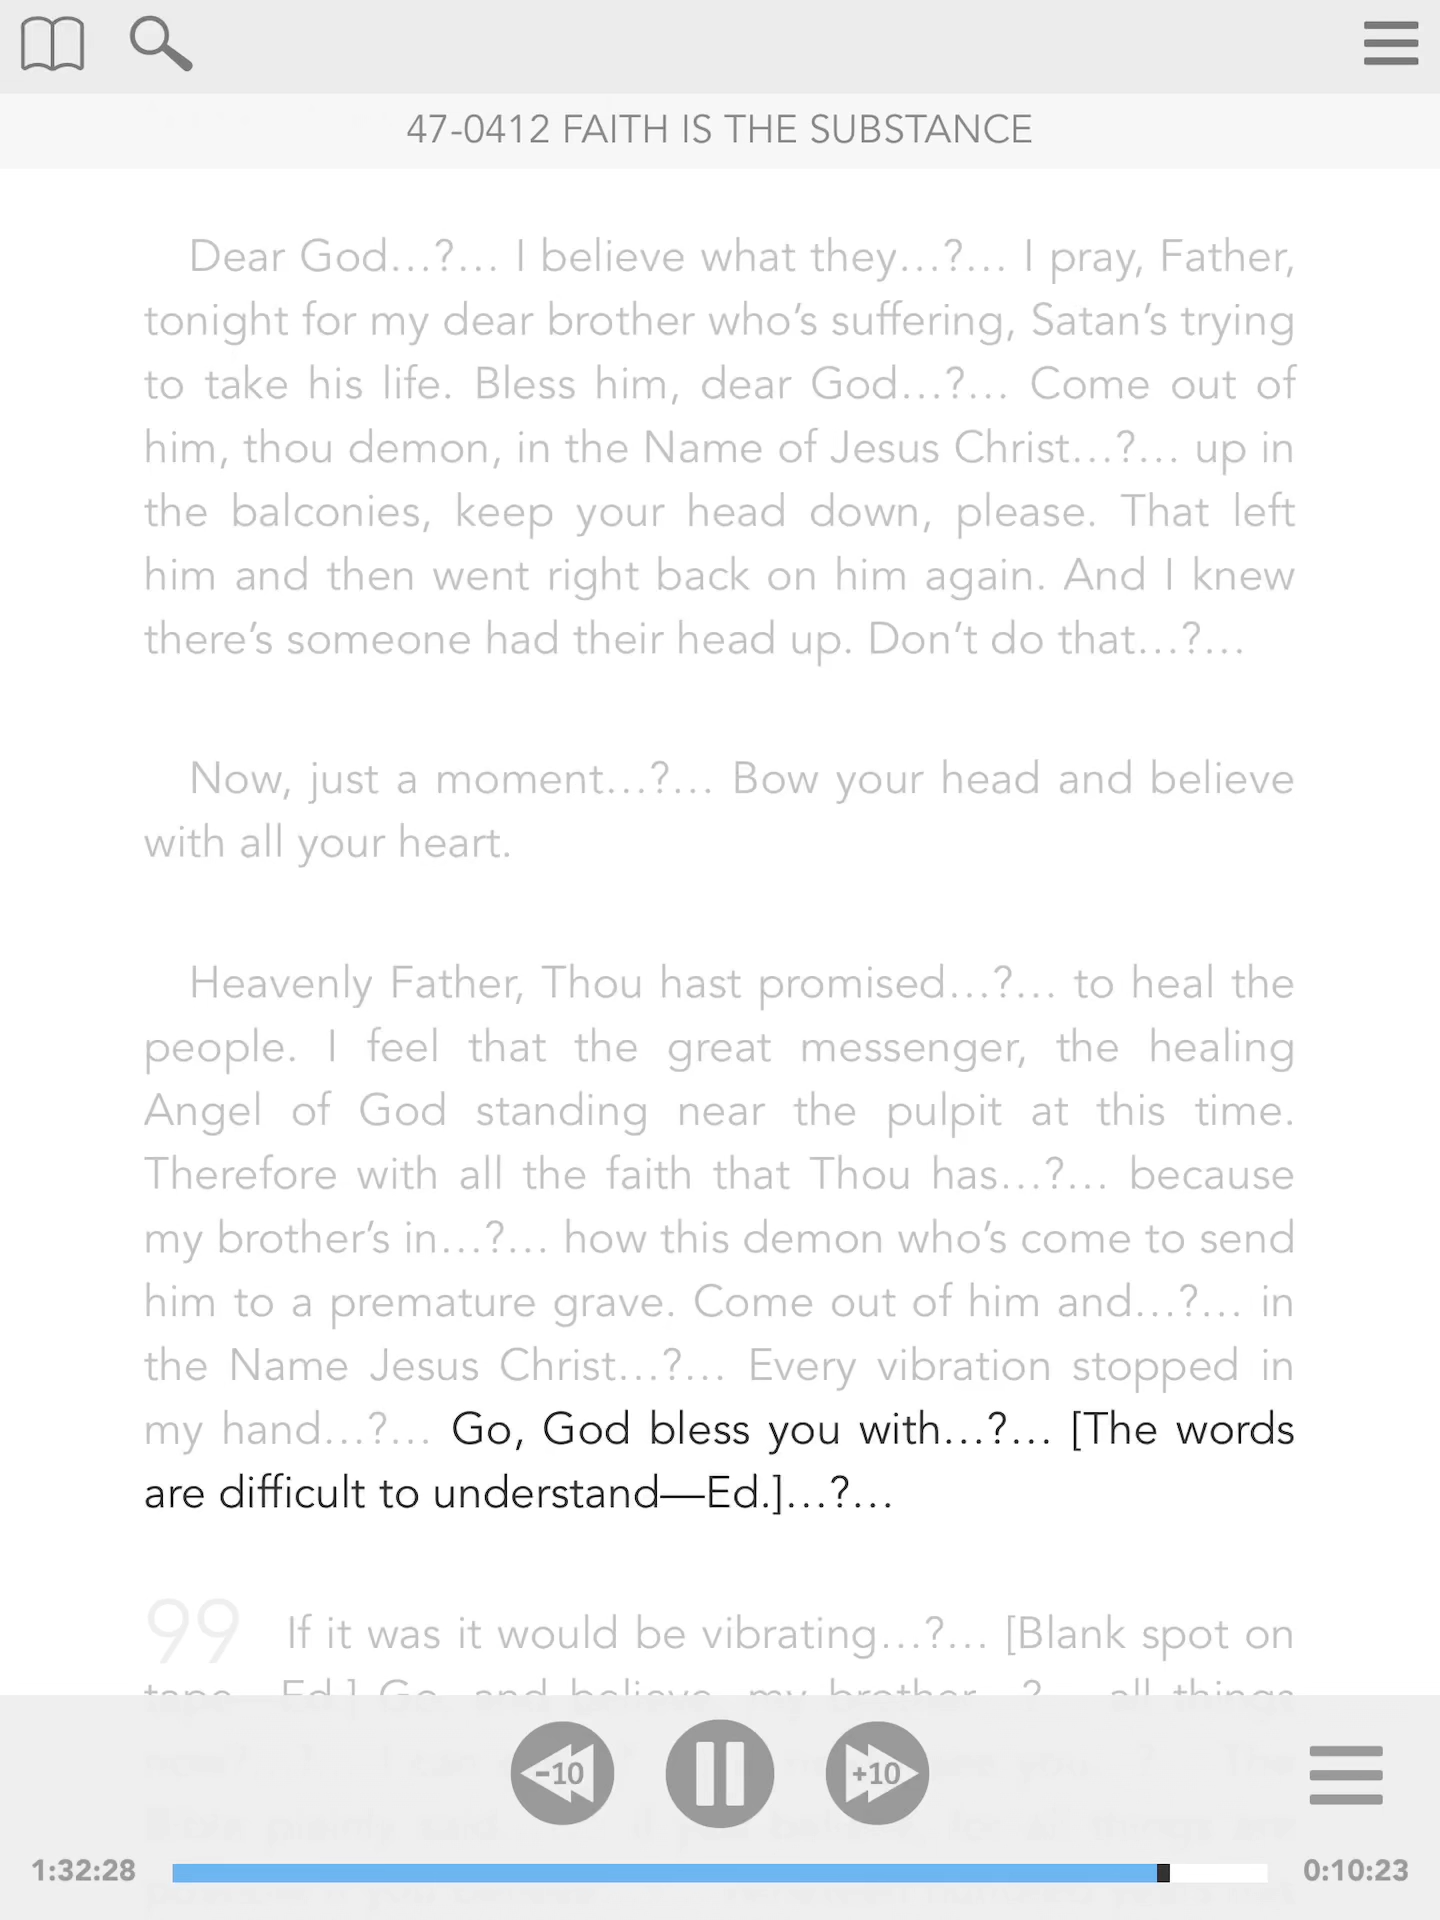 47-0412 FAITH IS THE SUBSTANCE
Dear God...?... I believe what they...?... I pray, Father,
tonight for my dear brother who's suffering, Satan's trying
to take his life. Bless him, dear God...?... Come out of
him, thou demon, in the Name of Jesus Christ...?... up in
the balconies, keep your head down, please. That left
him and then went right back on him again. And I knew
there's someone had their head up. Don't do that...?...
Now, just a moment...?... Bow your head and believe
with all your heart.
Heavenly Father, Thou hast promised...?... to heal the
people. I feel that the great messenger, the healing
Angel of God standing near the pulpit at this time.
Therefore with all the faith that Thou has...?... because
my brother's in...?... how this demon who's come to send
him to a premature grave. Come out of him and...?... in
the Name Jesus Christ...?... Every vibration stopped in
my hand...?... Go, God bless you with...?... [The words
are difficult to understand—Ed.]...?...
99 If it was it would be vibrating...?... [Blank spot on
tape—Ed.] Go, and believe, my brother...?... all things
-10 +10
1:32:28 0:10:23